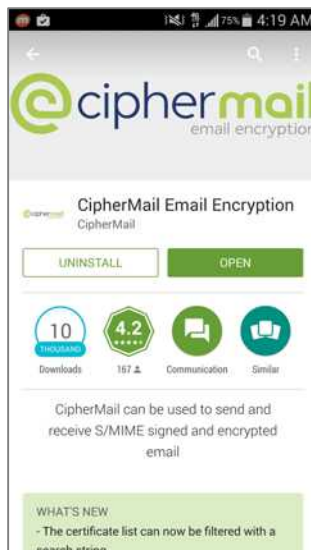 75% 4:19 AM
ciphermail
email encryption
CipherMail Email Encryption
CipherMail
UNINSTALL
OPEN
10
THOUSAND
4.2
Downloads
167
Communication
Similar
CipherMail can be used to send and
receive S/MIME signed and encrypted
email
WHAT'S NEW
- The certificate list can now be filtered with a
search string